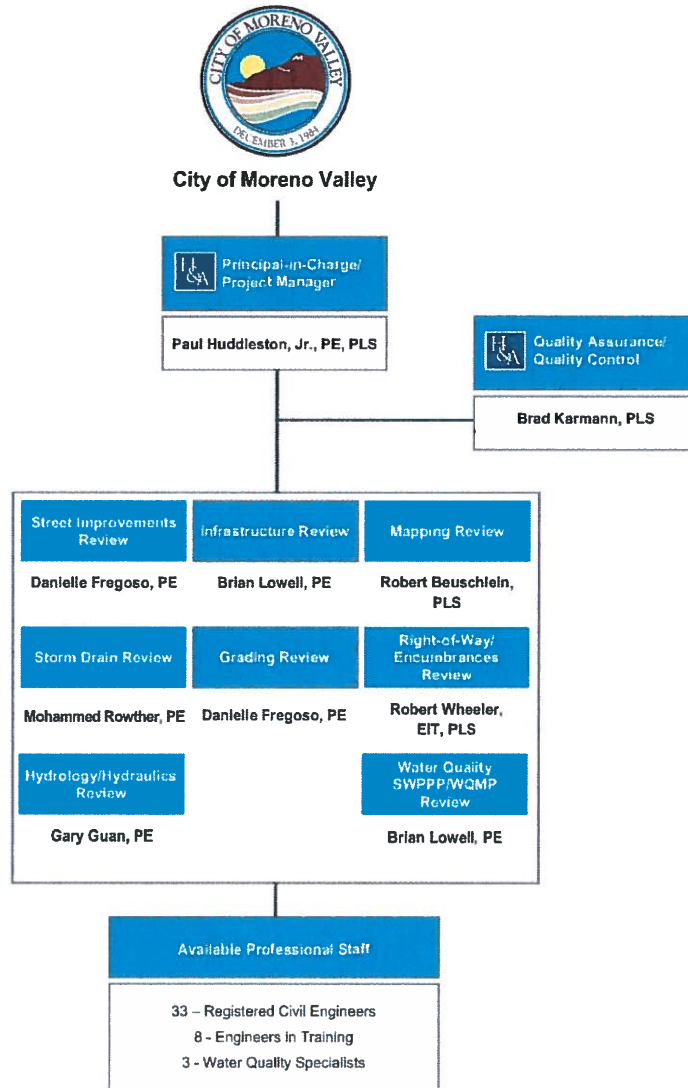 CITY OF MORENO VALLEY
DECEMBER 3, 1984
City of Moreno Valley
H&A
Principal-in-Charge/
Project Manager
Paul Huddleston, Jr., PE, PLS
H&A
Quality Assurance/
Quality Control
Brad Karmann, PLS
Street Improvements
Review
Danielle Fregoso, PE
Infrastructure Review
Brian Lowell, PE
Mapping Review
Robert Beuschlein,
PLS
Storm Drain Review
Mohammed Rowther, PE
Grading Review
Danielle Fregoso, PE
Right-of-Way/
Encumbrances
Review
Robert Wheeler,
EIT, PLS
Hydrology/Hydraulics
Review
Gary Guan, PE
Water Quality
SWPPP/WQMP
Review
Brian Lowell, PE
Available Professional Staff
33 – Registered Civil Engineers
8 - Engineers in Training
3 - Water Quality Specialists